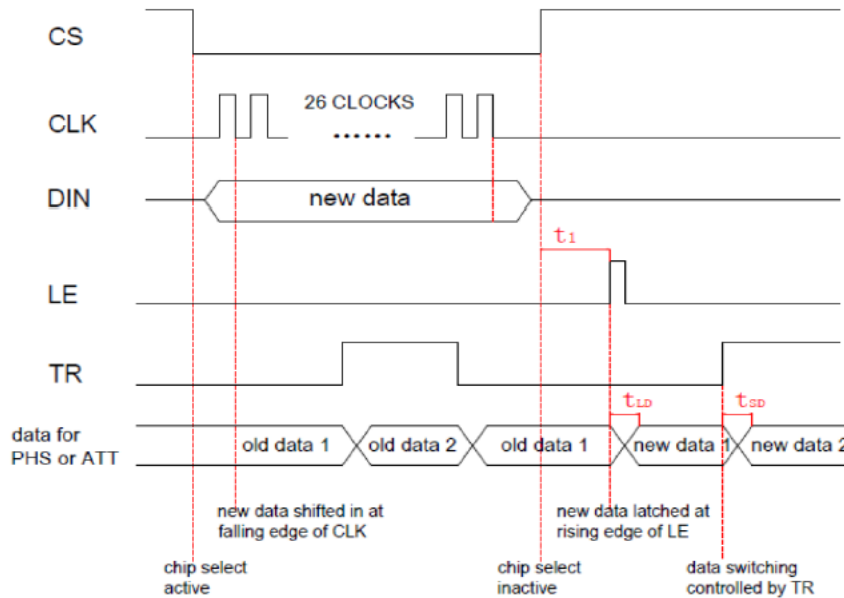 CS
26 CLOCKS
CLK
......
DIN
new data
t1
LE
TR
tLD
tSD
data for
PHS or ATT
old data 1
old data 2
old data 1
new data 1
new data 2
new data shifted in at
falling edge of CLK
new data latched at
rising edge of LE
chip select
active
chip select
inactive
data switching
controlled by TR